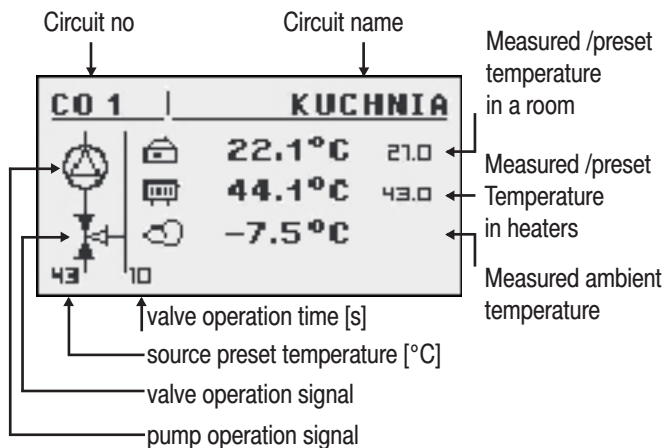 Circuit no
Circuit name
Measured /preset
temperature
in a room
CO 1
KUCHNIA
22.1°C 21.0
Measured /preset
Temperature
in heaters
44.1°C 43.0
-7.5°C
Measured ambient
temperature
43 10
valve operation time [s]
source preset temperature [°C]
valve operation signal
pump operation signal